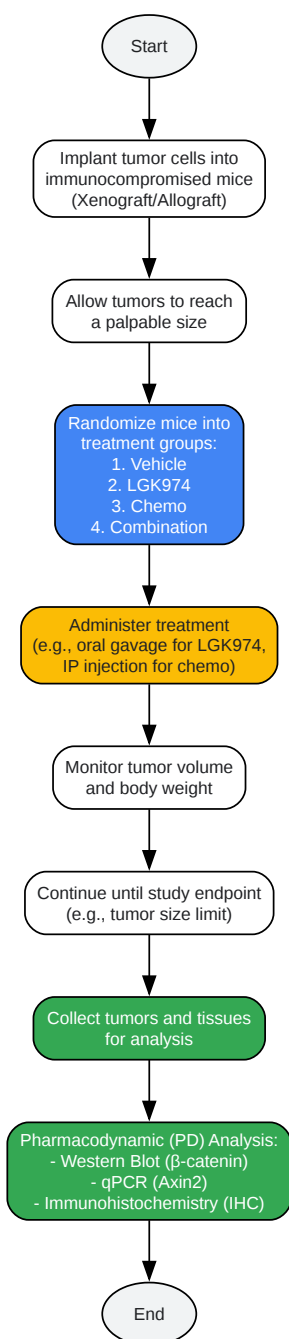 Start
Implant tumor cells into
immunocompromised mice
(Xenograft/Allograft)
Allow tumors to reach
a palpable size
Randomize mice into
treatment groups:
1. Vehicle
2. LGK974
3. Chemo
4. Combination
Administer treatment
(e.g., oral gavage for LGK974,
IP injection for chemo)
Monitor tumor volume
and body weight
Continue until study endpoint
(e.g., tumor size limit)
Collect tumors and tissues
for analysis
Pharmacodynamic (PD) Analysis:
- Western Blot (β-catenin)
- qPCR (Axin2)
- Immunohistochemistry (IHC)
End